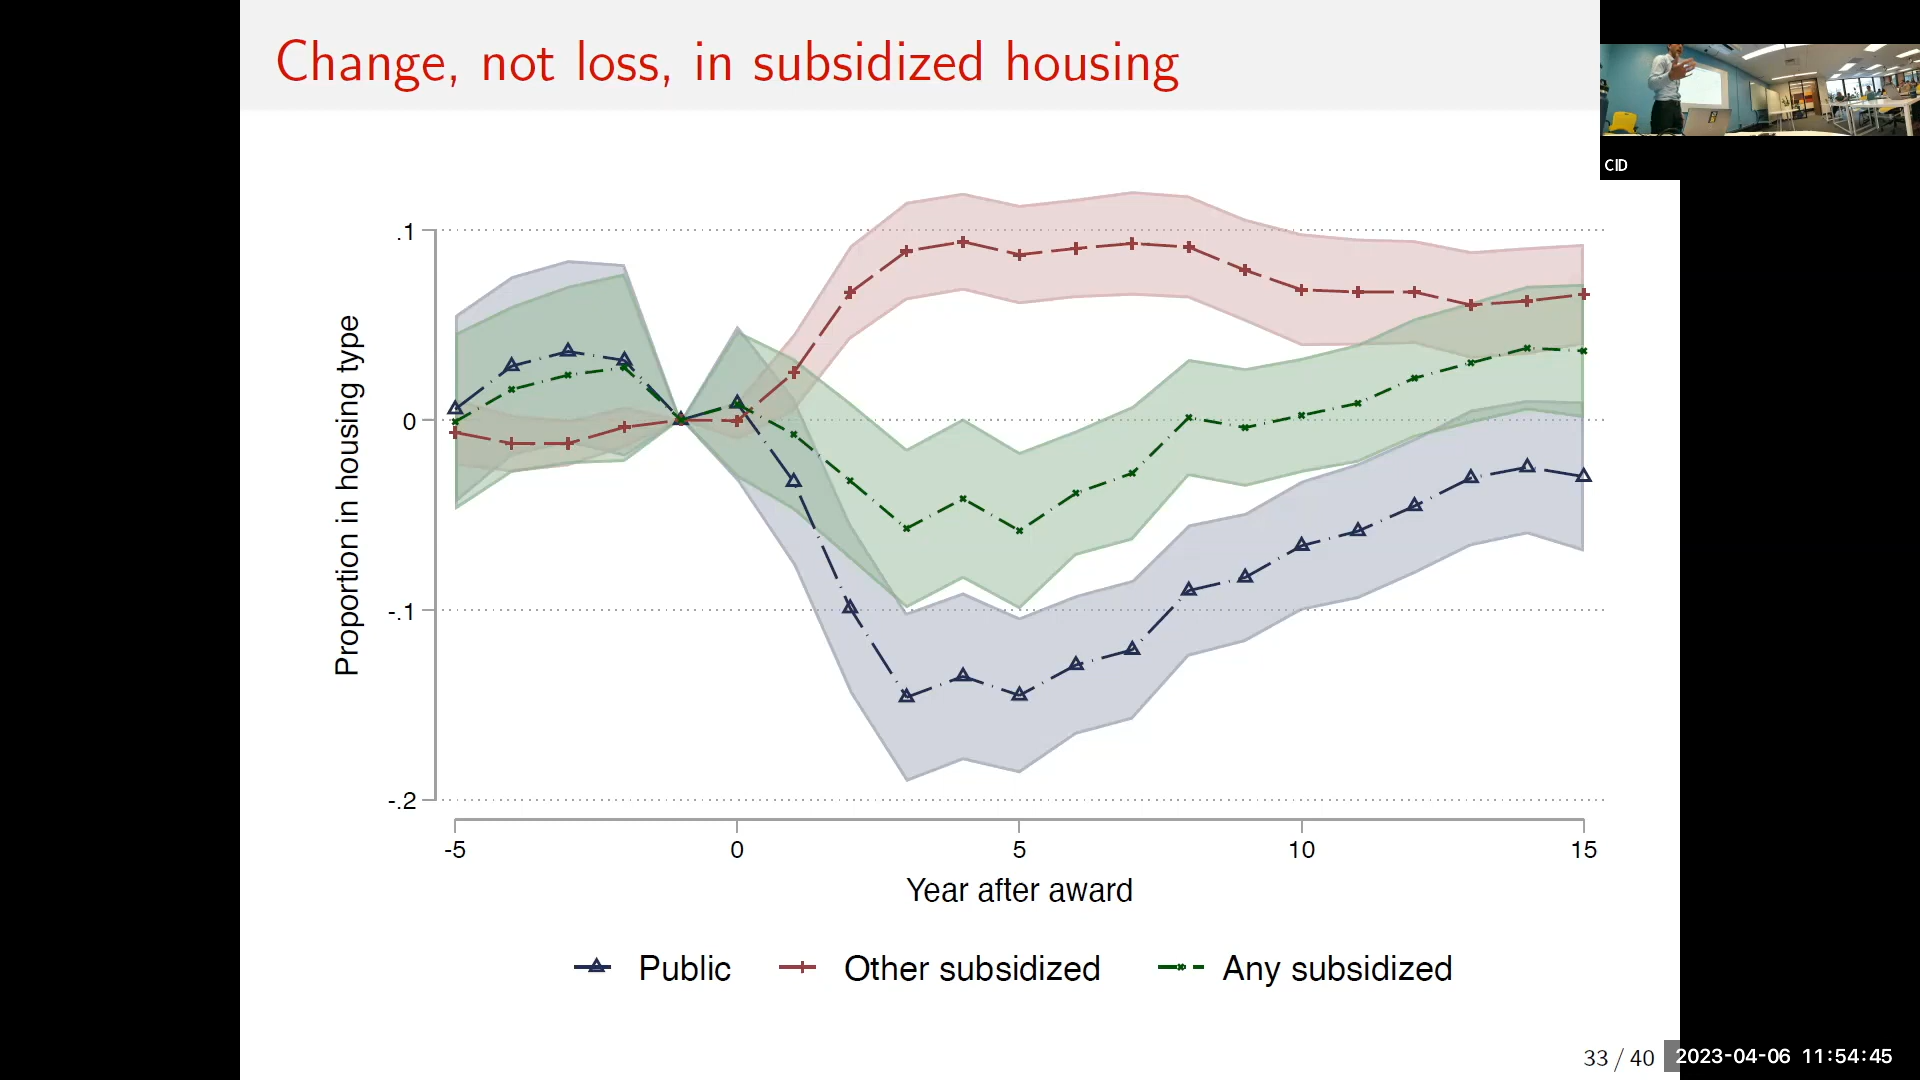 Change, not loss, in subsidized housing
CID
Proportion in housing type
.1
0
-.1
-.2
-5
0
5
10
15
Year after award
Public
Other subsidized
Any subsidized
33 / 40
2023-04-06 11:54:45